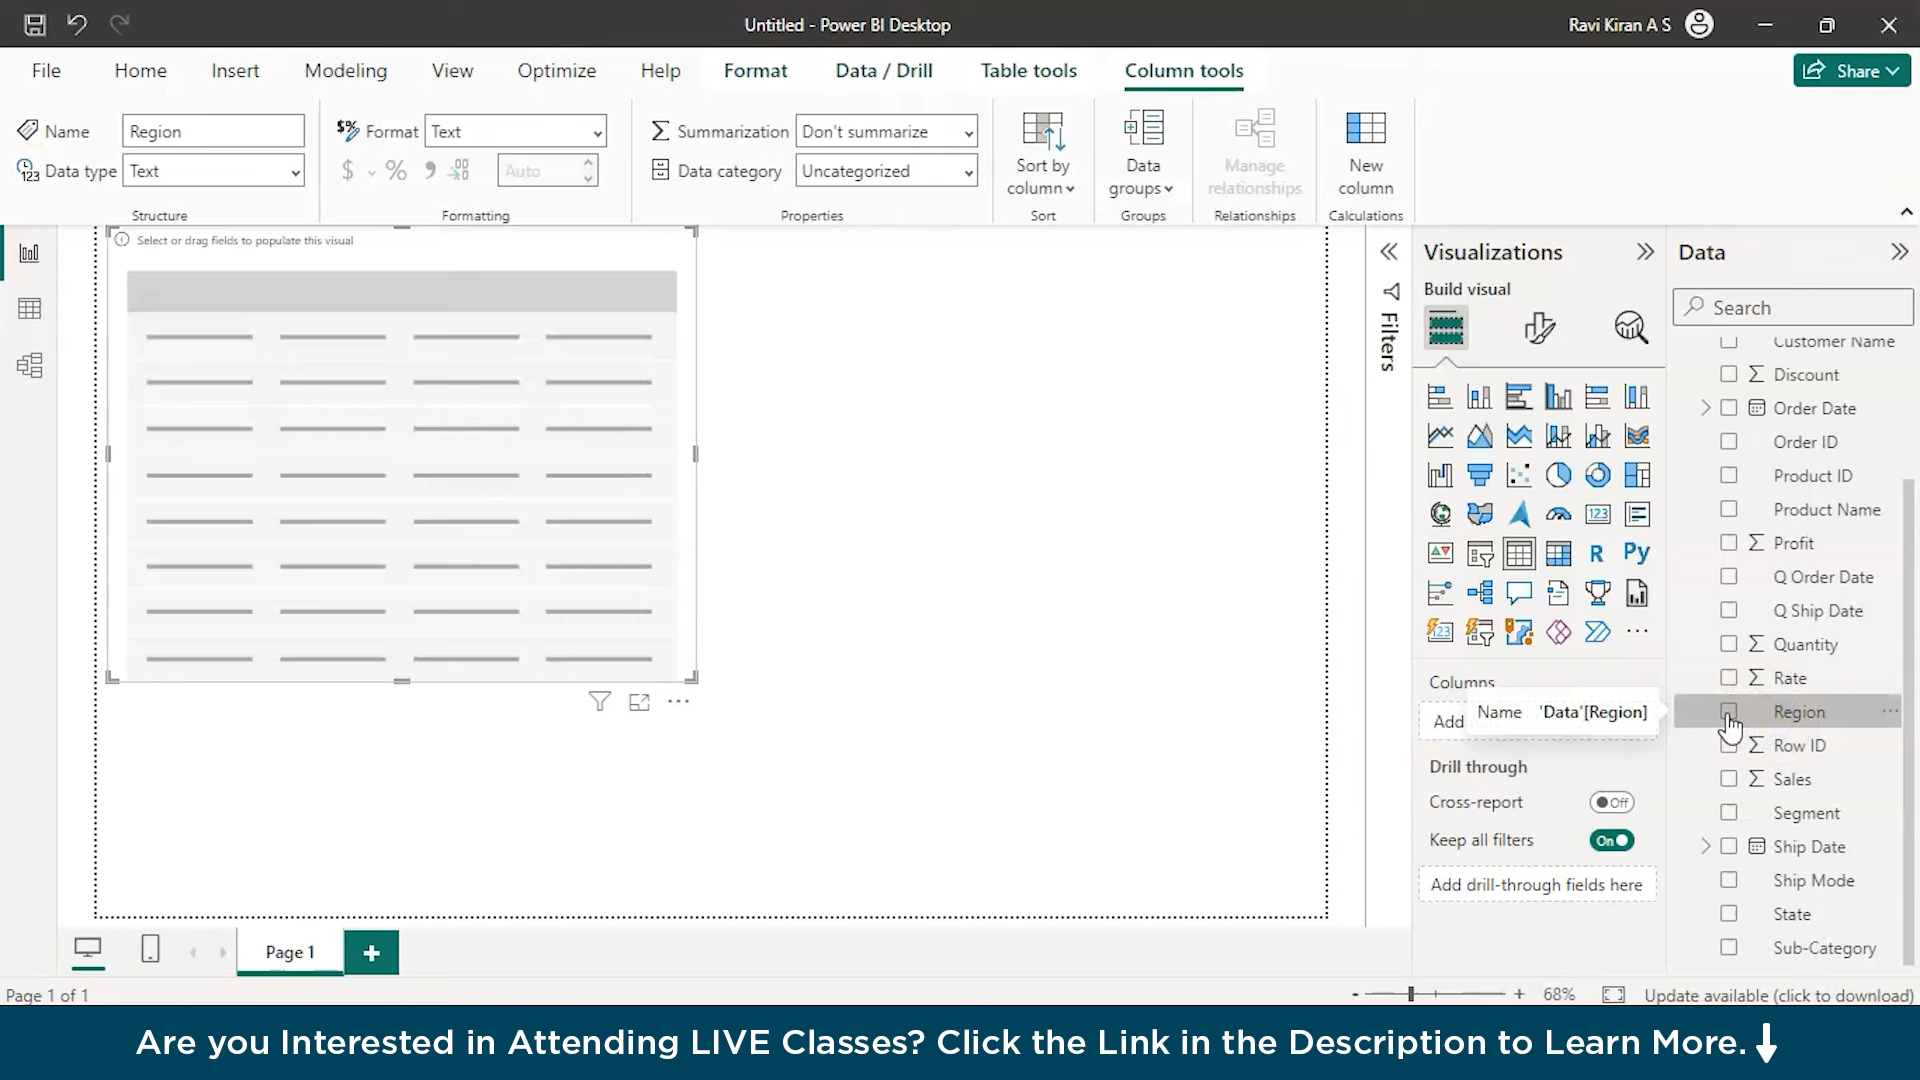 Untitled - Power BI Desktop
Ravi Kiran A S
File Home Insert Modeling View Optimize Help Format Data / Drill Table tools Column tools
Share
Name Region
Data type Text
Structure
Format Text
$ % Auto
Formatting
Summarization Don't summarize
Data category Uncategorized
Properties
Sort by
column
Sort
Data
groups
Groups
Manage
relationships
Relationships
New
column
Calculations
Select or drag fields to populate this visual
Filters
Visualizations
Build visual
123
R
Py
123
Columns
Add
Name 'Data'[Region]
Drill through
Cross-report Off
Keep all filters On
Add drill-through fields here
Data
Search
Customer Name
Discount
Order Date
Order ID
Product ID
Product Name
Profit
Q Order Date
Q Ship Date
Quantity
Rate
Region
Row ID
Sales
Segment
Ship Date
Ship Mode
State
Sub-Category
Page 1
Page 1 of 1
- + 68%
Update available (click to download)
Are you Interested in Attending LIVE Classes? Click the Link in the Description to Learn More.